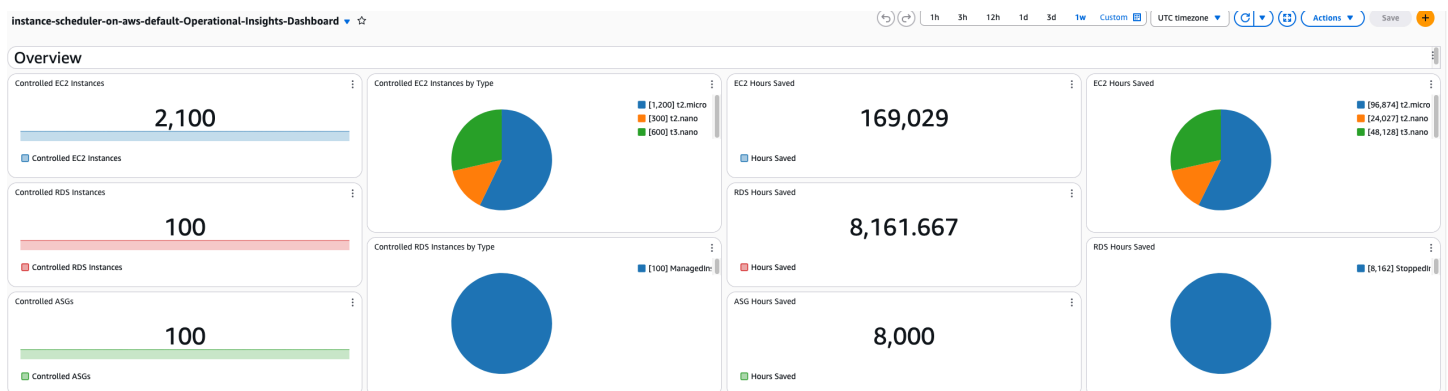 instance-scheduler-on-aws-default-Operational-Insights-Dashboard
1h 3h 12h 1d 3d 1w Custom
UTC timezone
Actions
Save
Overview
Controlled EC2 Instances
2,100
Controlled EC2 Instances
Controlled RDS Instances
100
Controlled RDS Instances
Controlled ASGs
100
Controlled ASGs
Controlled EC2 Instances by Type
[1,200] t2.micro
[300] t2.nano
[600] t3.nano
Controlled RDS Instances by Type
[100] ManagedIn
EC2 Hours Saved
169,029
Hours Saved
RDS Hours Saved
8,161.667
Hours Saved
ASG Hours Saved
8,000
Hours Saved
EC2 Hours Saved
[96,874] t2.micro
[24,027] t2.nano
[48,128] t3.nano
RDS Hours Saved
[8,162] StoppedIr